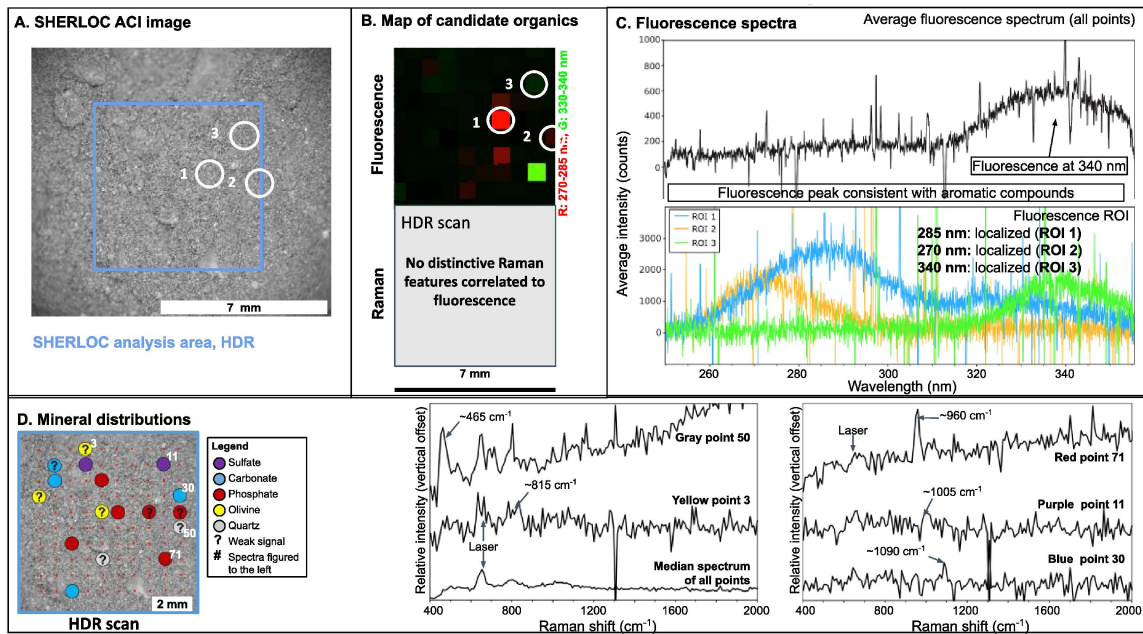 A. SHERLOC ACI image
3
1
2
7 mm
SHERLOC analysis area, HDR
B. Map of candidate organics
Fluorescence
3
1
2
R: 270-285 nm, G: 330-340 nm
HDR scan
No distinctive Raman
features correlated to
fluorescence
Raman
7 mm
C. Fluorescence spectra
Average fluorescence spectrum (all points)
1000
800
600
400
200
0
Fluorescence at 340 nm
Fluorescence peak consistent with aromatic compounds
Average intensity (counts)
ROI 1
ROI 2
ROI 3
Fluorescence ROI
285 nm: localized (ROI 1)
270 nm: localized (ROI 2)
340 nm: localized (ROI 3)
3000
2000
1000
0
260
280
300
320
340
Wavelength (nm)
D. Mineral distributions
?
3
?
11
?
30
?
?
?
?
50
?
71
2 mm
HDR scan
Legend
Sulfate
Carbonate
Phosphate
Olivine
Quartz
? Weak signal
# Spectra figured
to the left
Relative intensity (vertical offset)
~465 cm-1
Gray point 50
~815 cm-1
Yellow point 3
Laser
Median spectrum
of all points
400
800
1200
1600
2000
Raman shift (cm-1)
Relative intensity (vertical offset)
~960 cm-1
Laser
Red point 71
~1005 cm-1
Purple point 11
~1090 cm-1
Blue point 30
400
800
1200
1600
2000
Raman shift (cm-1)